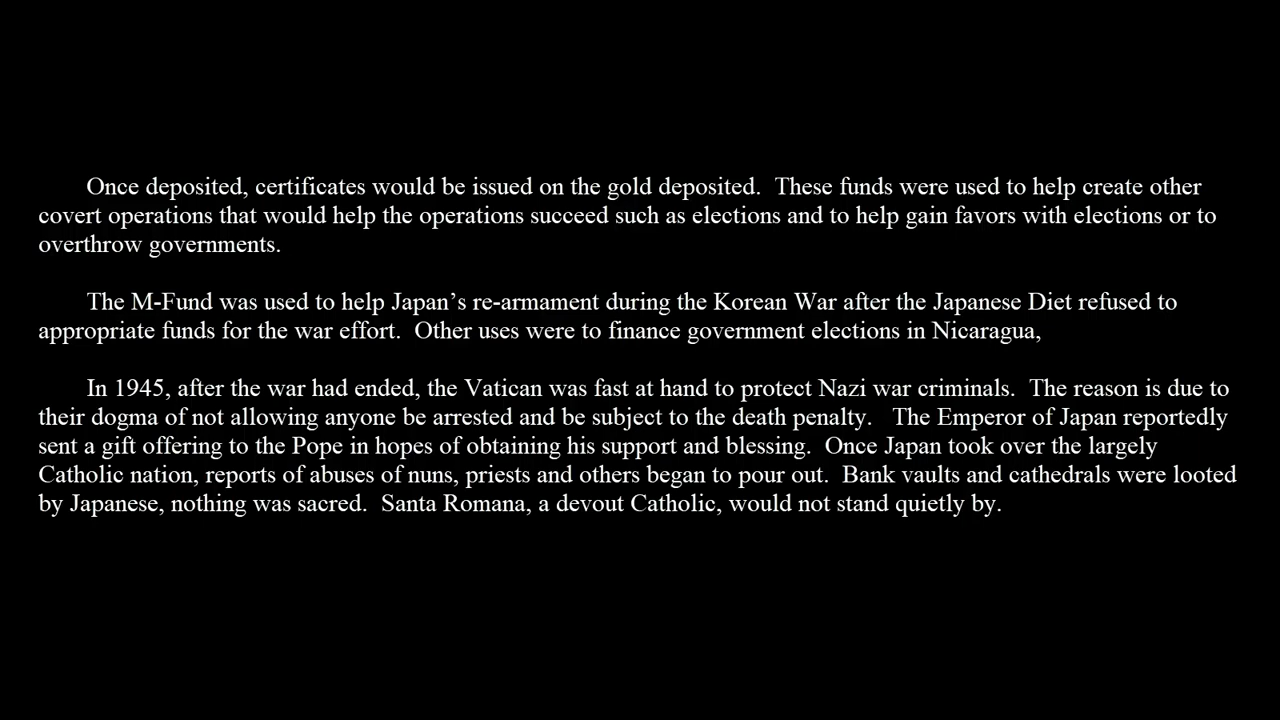 Once deposited, certificates would be issued on the gold deposited.  These funds were used to help create other
covert operations that would help the operations succeed such as elections and to help gain favors with elections or to
overthrow governments.
The M-Fund was used to help Japan’s re-armament during the Korean War after the Japanese Diet refused to
appropriate funds for the war effort.  Other uses were to finance government elections in Nicaragua,
In 1945, after the war had ended, the Vatican was fast at hand to protect Nazi war criminals.  The reason is due to
their dogma of not allowing anyone be arrested and be subject to the death penalty.   The Emperor of Japan reportedly
sent a gift offering to the Pope in hopes of obtaining his support and blessing.  Once Japan took over the largely
Catholic nation, reports of abuses of nuns, priests and others began to pour out.  Bank vaults and cathedrals were looted
by Japanese, nothing was sacred.  Santa Romana, a devout Catholic, would not stand quietly by.